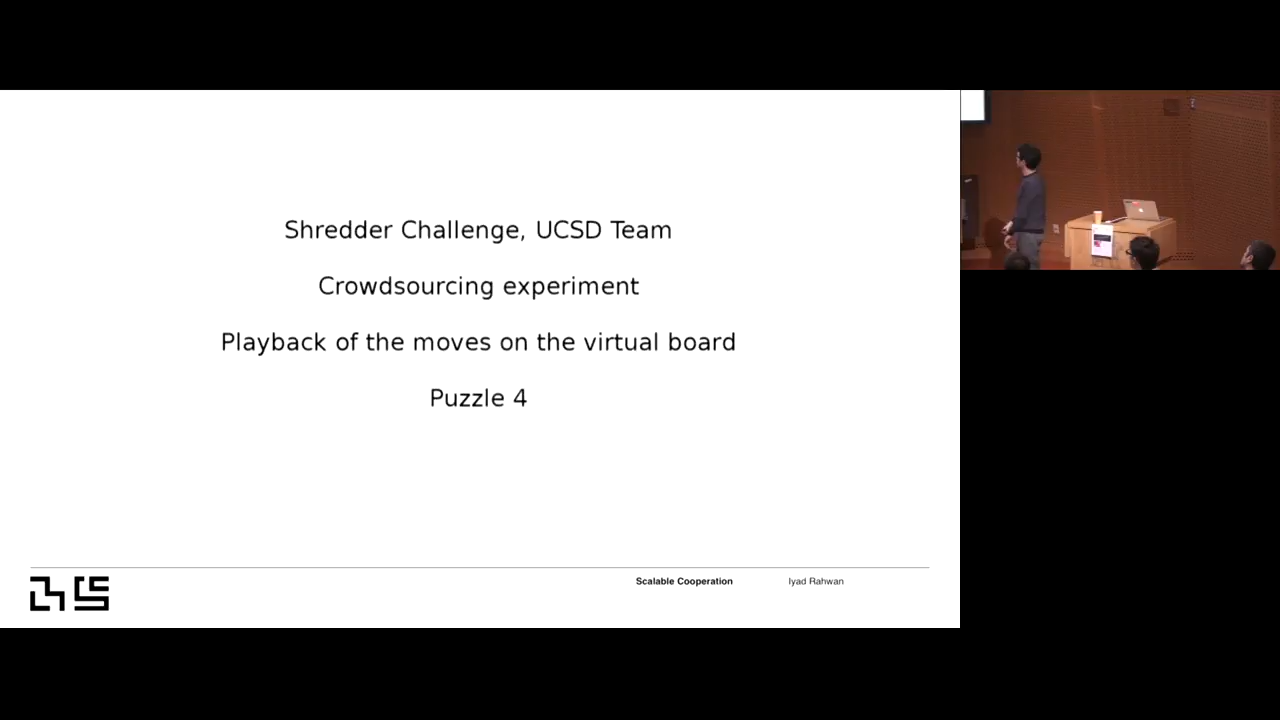 Shredder Challenge, UCSD Team
Crowdsourcing experiment
Playback of the moves on the virtual board
Puzzle 4
Scalable Cooperation
Iyad Rahwan